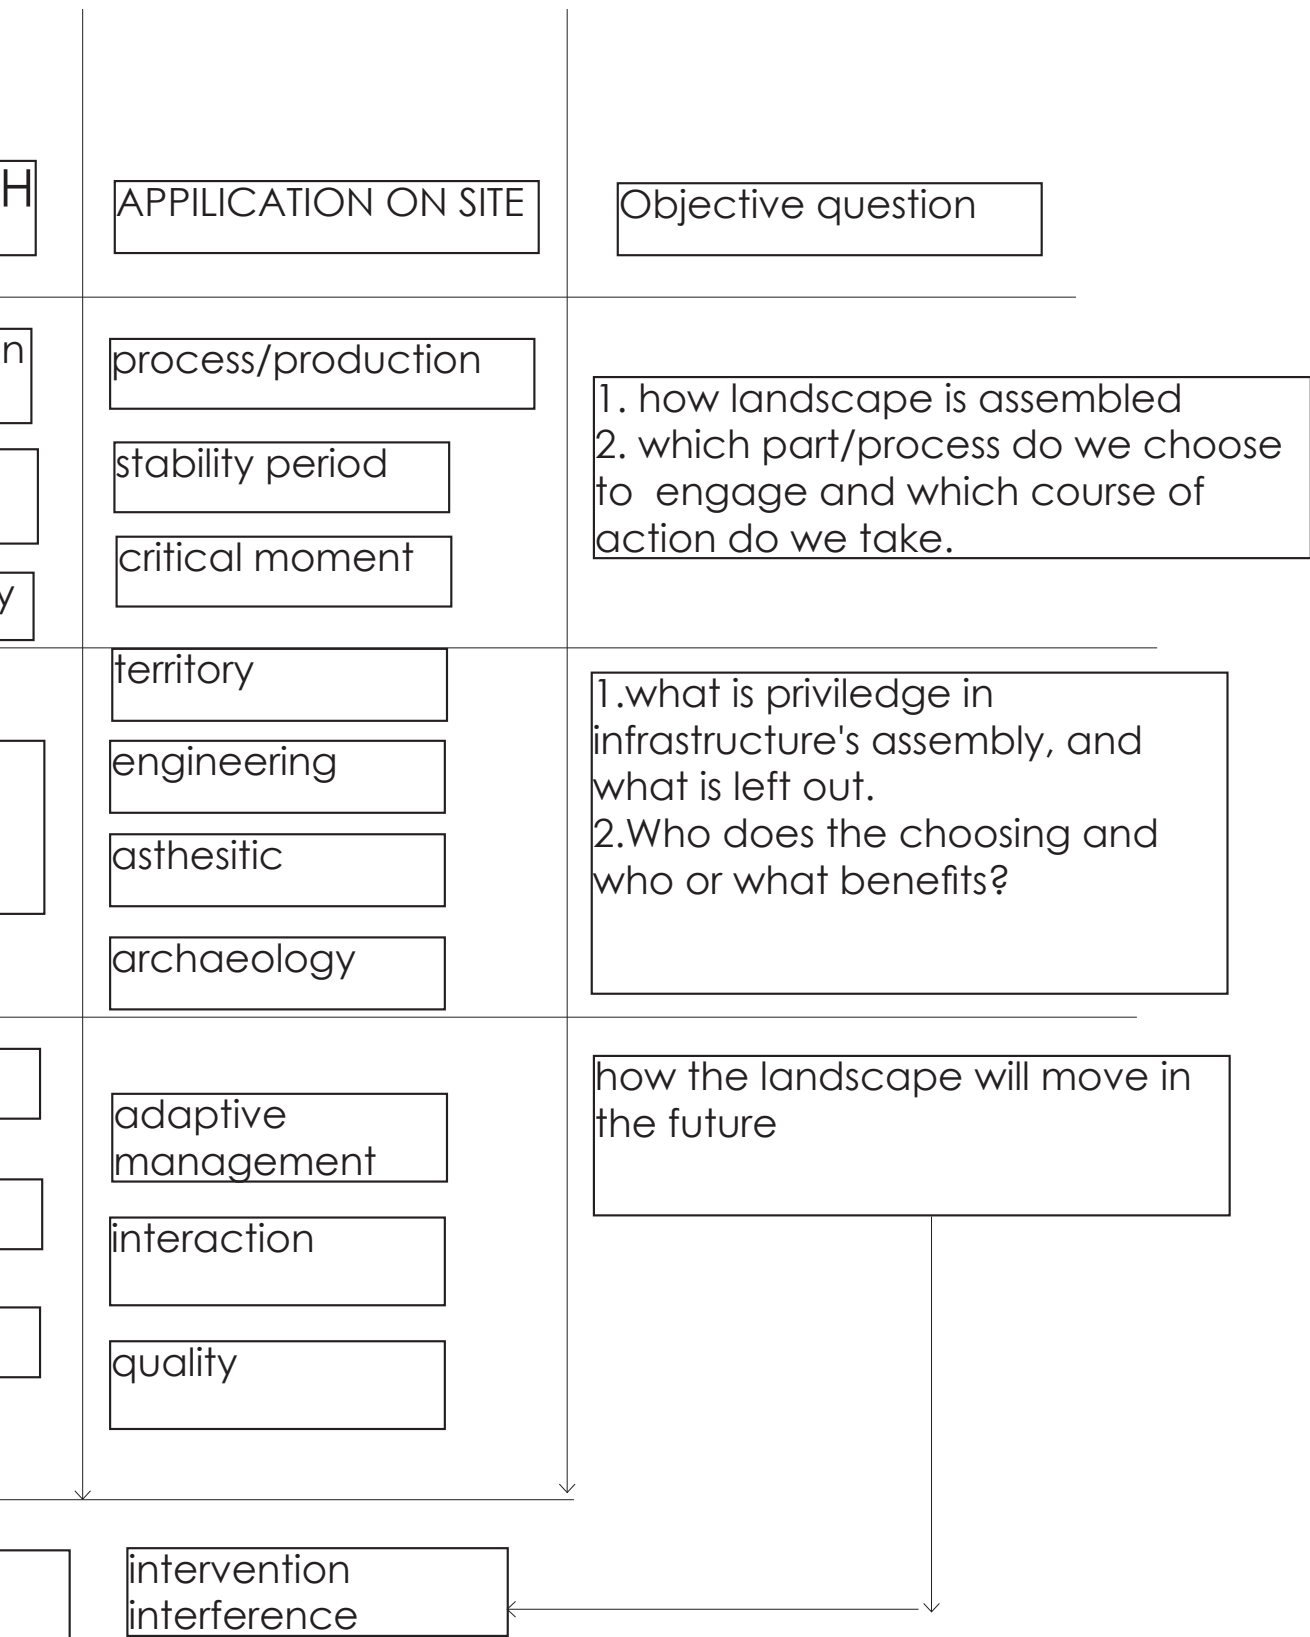 H
APPILICATION ON SITE
Objective question
n
process/production
stability period
critical moment
y
1. how landscape is assembled
2. which part/process do we choose
to  engage and which course of
action do we take.
territory
engineering
asthesitic
archaeology
1.what is priviledge in
infrastructure's assembly, and
what is left out.
2.Who does the choosing and
who or what benefits?
adaptive
management
interaction
quality
how the landscape will move in
the future
intervention
interference